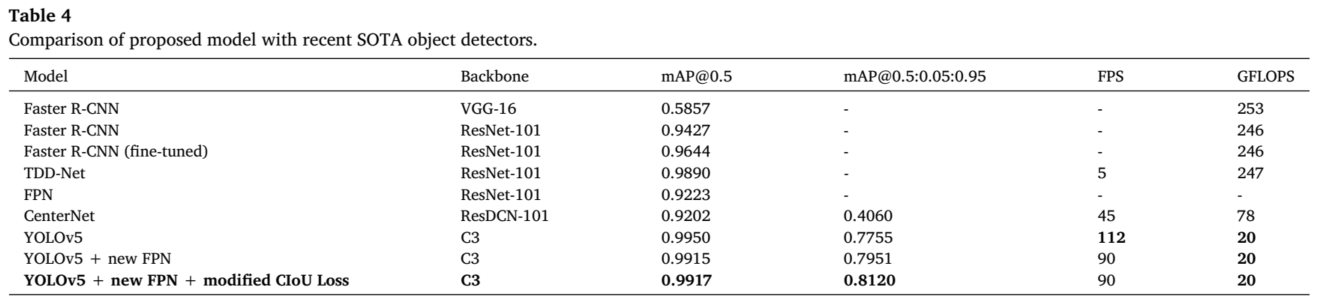 Table 4
Comparison of proposed model with recent SOTA object detectors.
Model Backbone mAP@0.5 mAP@0.5:0.05:0.95 FPS GFLOPS
Faster R-CNN VGG-16 0.5857 - - 253
Faster R-CNN ResNet-101 0.9427 - - 246
Faster R-CNN (fine-tuned) ResNet-101 0.9644 - - 246
TDD-Net ResNet-101 0.9890 - 5 247
FPN ResNet-101 0.9223 - - -
CenterNet ResDCN-101 0.9202 0.4060 45 78
YOLOv5 C3 0.9950 0.7755 112 20
YOLOv5 + new FPN C3 0.9915 0.7951 90 20
YOLOv5 + new FPN + modified CIoU Loss C3 0.9917 0.8120 90 20